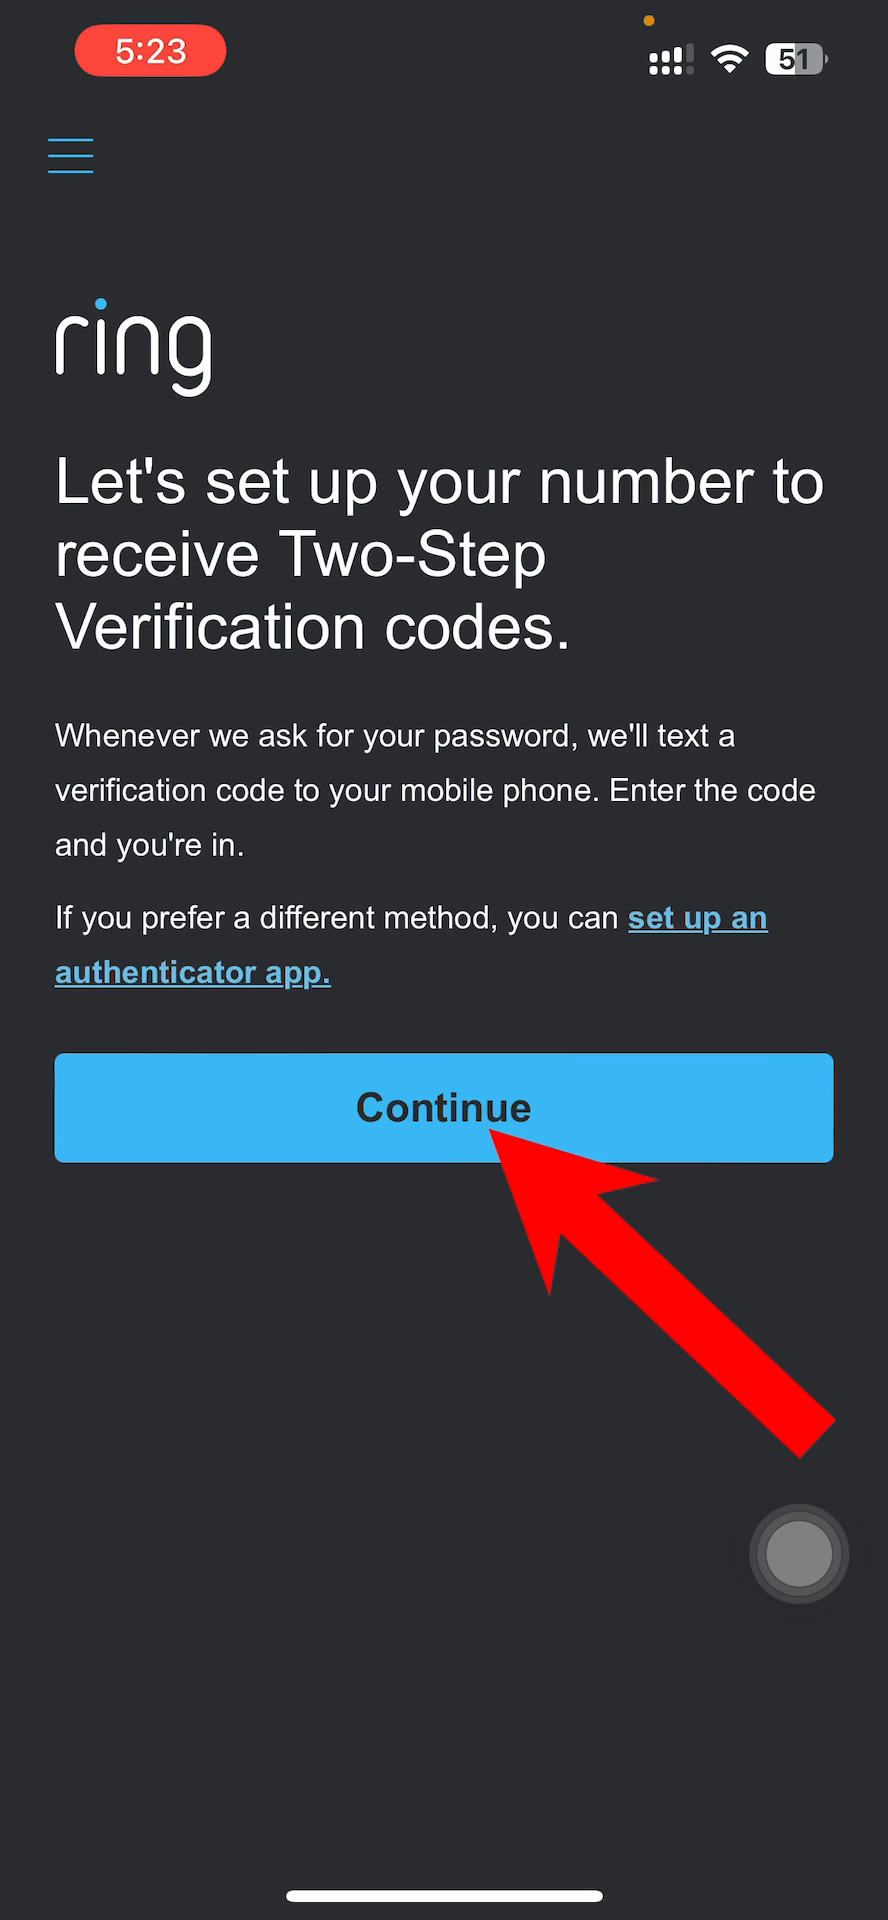 5:23
51
ring
Let's set up your number to
receive Two-Step
Verification codes.
Whenever we ask for your password, we'll text a
verification code to your mobile phone. Enter the code
and you're in.
If you prefer a different method, you can set up an
authenticator app.
Continue